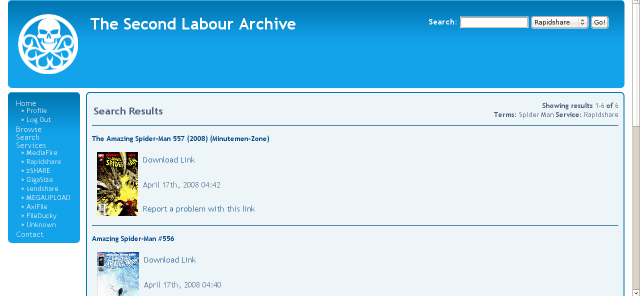 The Second Labour Archive
Search: Rapidshare Go!
Home
Profile
Log Out
Browse
Search
Services
MediaFire
Rapidshare
zSHARE
GigaSize
sendshare
MEGAUPLOAD
AxiFile
FileDucky
Unknown
Contact
Search Results
Showing results 1-6 of 6
Terms: Spider Man Service: Rapidshare
The Amazing Spider-Man 557 (2008) (Minutemen-Zone)
Download Link
April 17th, 2008 04:42
Report a problem with this link
Amazing Spider-Man #556
Download Link
April 17th, 2008 04:40